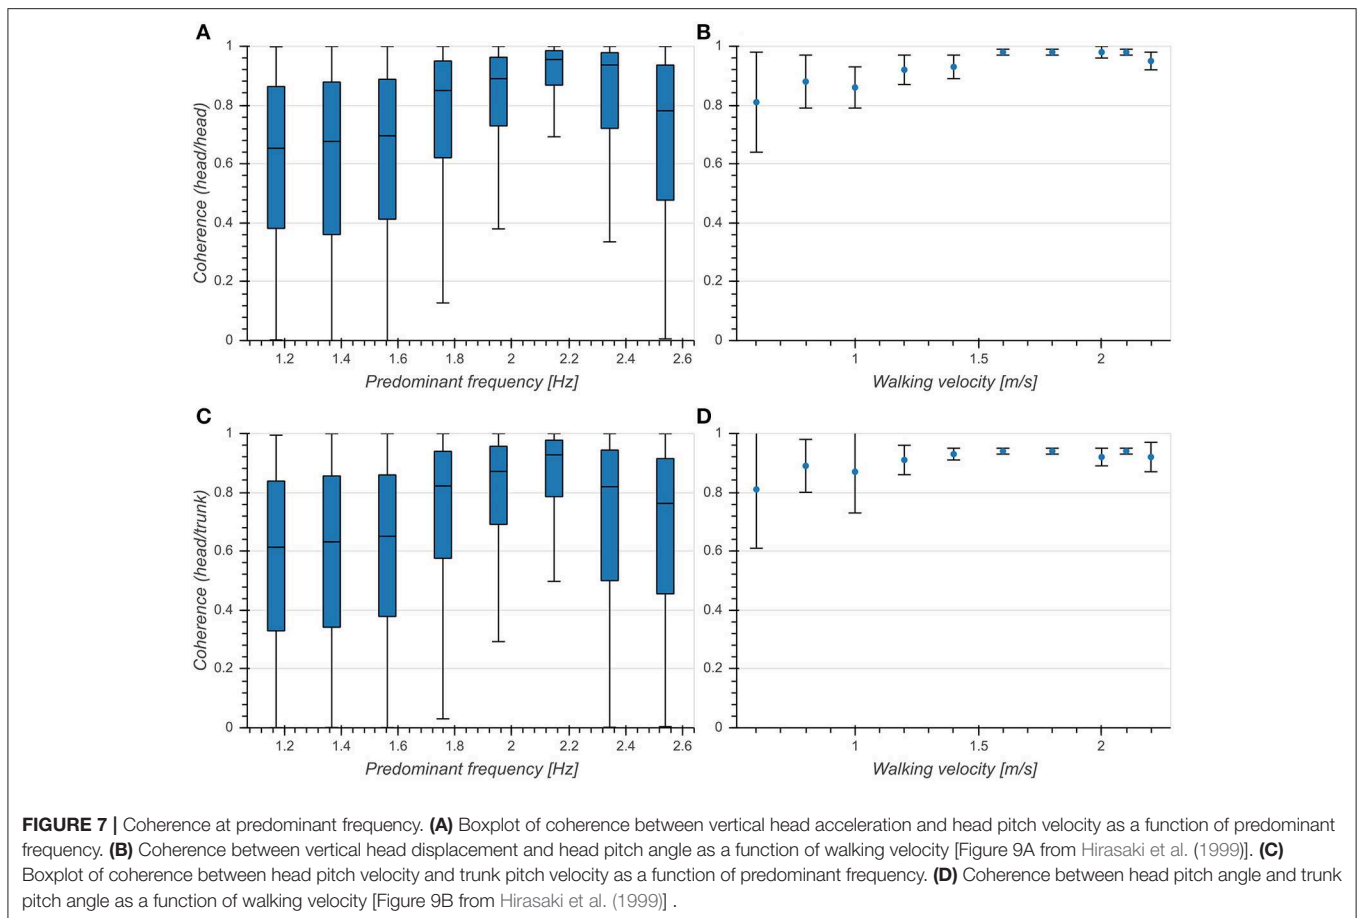 A
B
1
0.8
0.6
0.4
0.2
0
Coherence (head/head)
1.2 1.4 1.6 1.8 2 2.2 2.4 2.6
Predominant frequency [Hz]
1
0.8
0.6
0.4
0.2
0
1 1.5 2
Walking velocity [m/s]
C
D
1
0.8
0.6
0.4
0.2
0
Coherence (head/trunk)
1.2 1.4 1.6 1.8 2 2.2 2.4 2.6
Predominant frequency [Hz]
1
0.8
0.6
0.4
0.2
0
1 1.5 2
Walking velocity [m/s]
FIGURE 7 | Coherence at predominant frequency. (A) Boxplot of coherence between vertical head acceleration and head pitch velocity as a function of predominant
frequency. (B) Coherence between vertical head displacement and head pitch angle as a function of walking velocity [Figure 9A from Hirasaki et al. (1999)]. (C)
Boxplot of coherence between head pitch velocity and trunk pitch velocity as a function of predominant frequency. (D) Coherence between head pitch angle and trunk
pitch angle as a function of walking velocity [Figure 9B from Hirasaki et al. (1999)] .